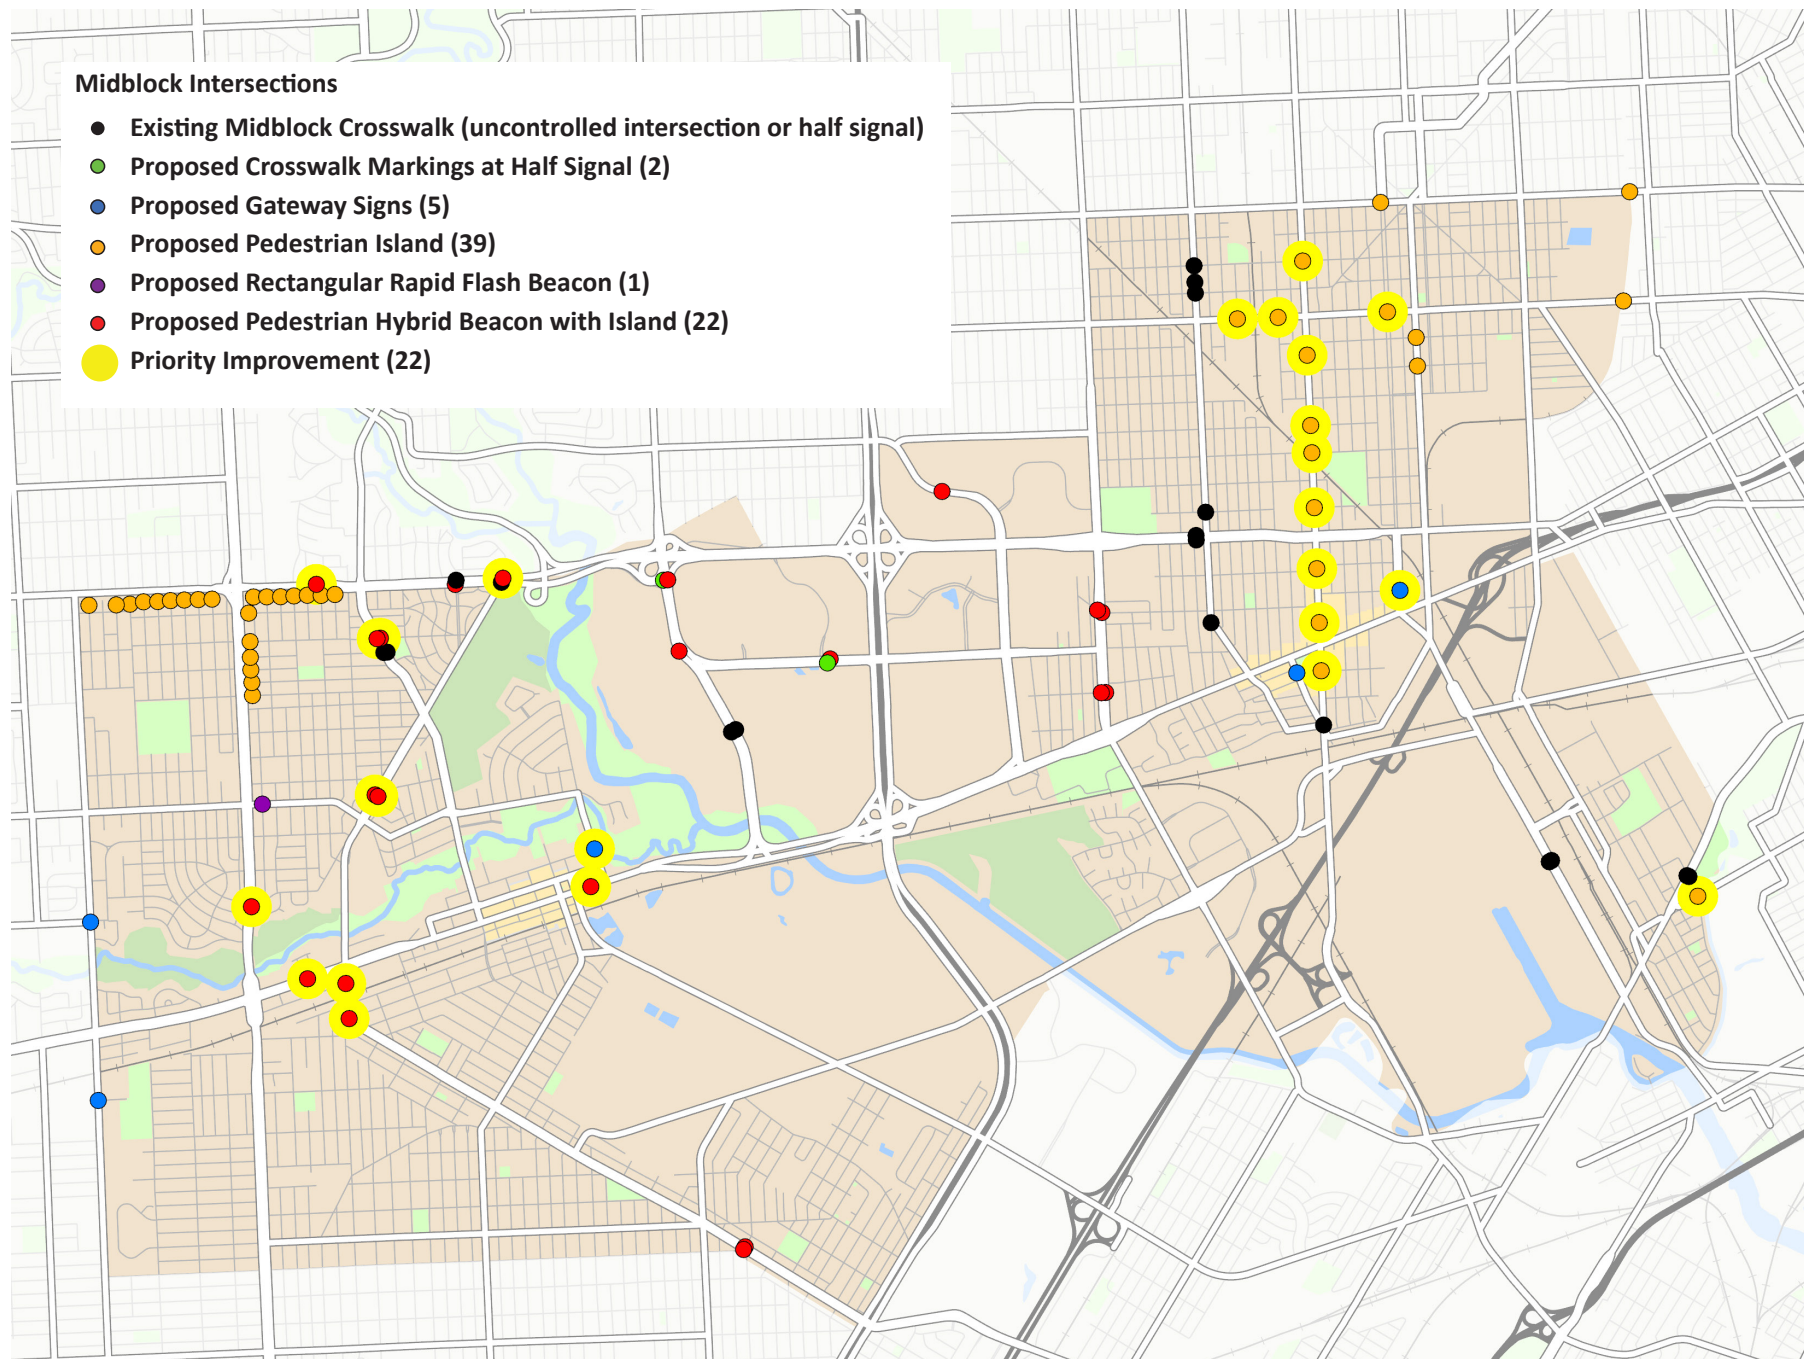 Midblock Intersections
Existing Midblock Crosswalk (uncontrolled intersection or half signal)
Proposed Crosswalk Markings at Half Signal (2)
Proposed Gateway Signs (5)
Proposed Pedestrian Island (39)
Proposed Rectangular Rapid Flash Beacon (1)
Proposed Pedestrian Hybrid Beacon with Island (22)
Priority Improvement (22)